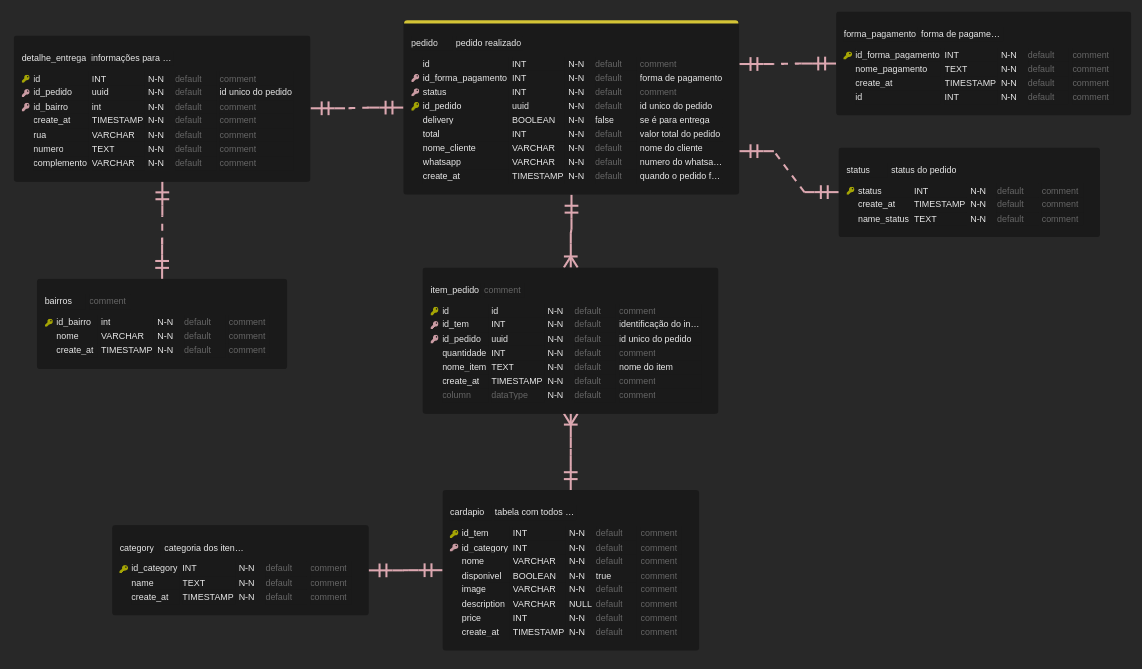 detalhe_entrega informações para ...
id INT N-N default comment
id_pedido uuid N-N default id unico do pedido
id_bairro int N-N default comment
create_at TIMESTAMP N-N default comment
rua VARCHAR N-N default comment
numero TEXT N-N default comment
complemento VARCHAR N-N default comment
pedido pedido realizado
id INT N-N default comment
id_forma_pagamento INT N-N default forma de pagamento
status INT N-N default comment
id_pedido uuid N-N default id unico do pedido
delivery BOOLEAN N-N false se é para entrega
total INT N-N default valor total do pedido
nome_cliente VARCHAR N-N default nome do cliente
whatsapp VARCHAR N-N default numero do whatsa...
create_at TIMESTAMP N-N default quando o pedido f...
forma_pagamento forma de pagame...
id_forma_pagamento INT N-N default comment
nome_pagamento TEXT N-N default comment
create_at TIMESTAMP N-N default comment
id INT N-N default comment
status status do pedido
status INT N-N default comment
create_at TIMESTAMP N-N default comment
name_status TEXT N-N default comment
bairros comment
id_bairro int N-N default comment
nome VARCHAR N-N default comment
create_at TIMESTAMP N-N default comment
item_pedido comment
id id N-N default comment
id_tem INT N-N default identificação do in...
id_pedido uuid N-N default id unico do pedido
quantidade INT N-N default comment
nome_item TEXT N-N default nome do item
create_at TIMESTAMP N-N default comment
column dataType N-N default comment
category categoria dos iten...
id_category INT N-N default comment
name TEXT N-N default comment
create_at TIMESTAMP N-N default comment
cardapio tabela com todos ...
id_tem INT N-N default comment
id_category INT N-N default comment
nome VARCHAR N-N default comment
disponivel BOOLEAN N-N true comment
image VARCHAR N-N default comment
description VARCHAR NULL default comment
price INT N-N default comment
create_at TIMESTAMP N-N default comment